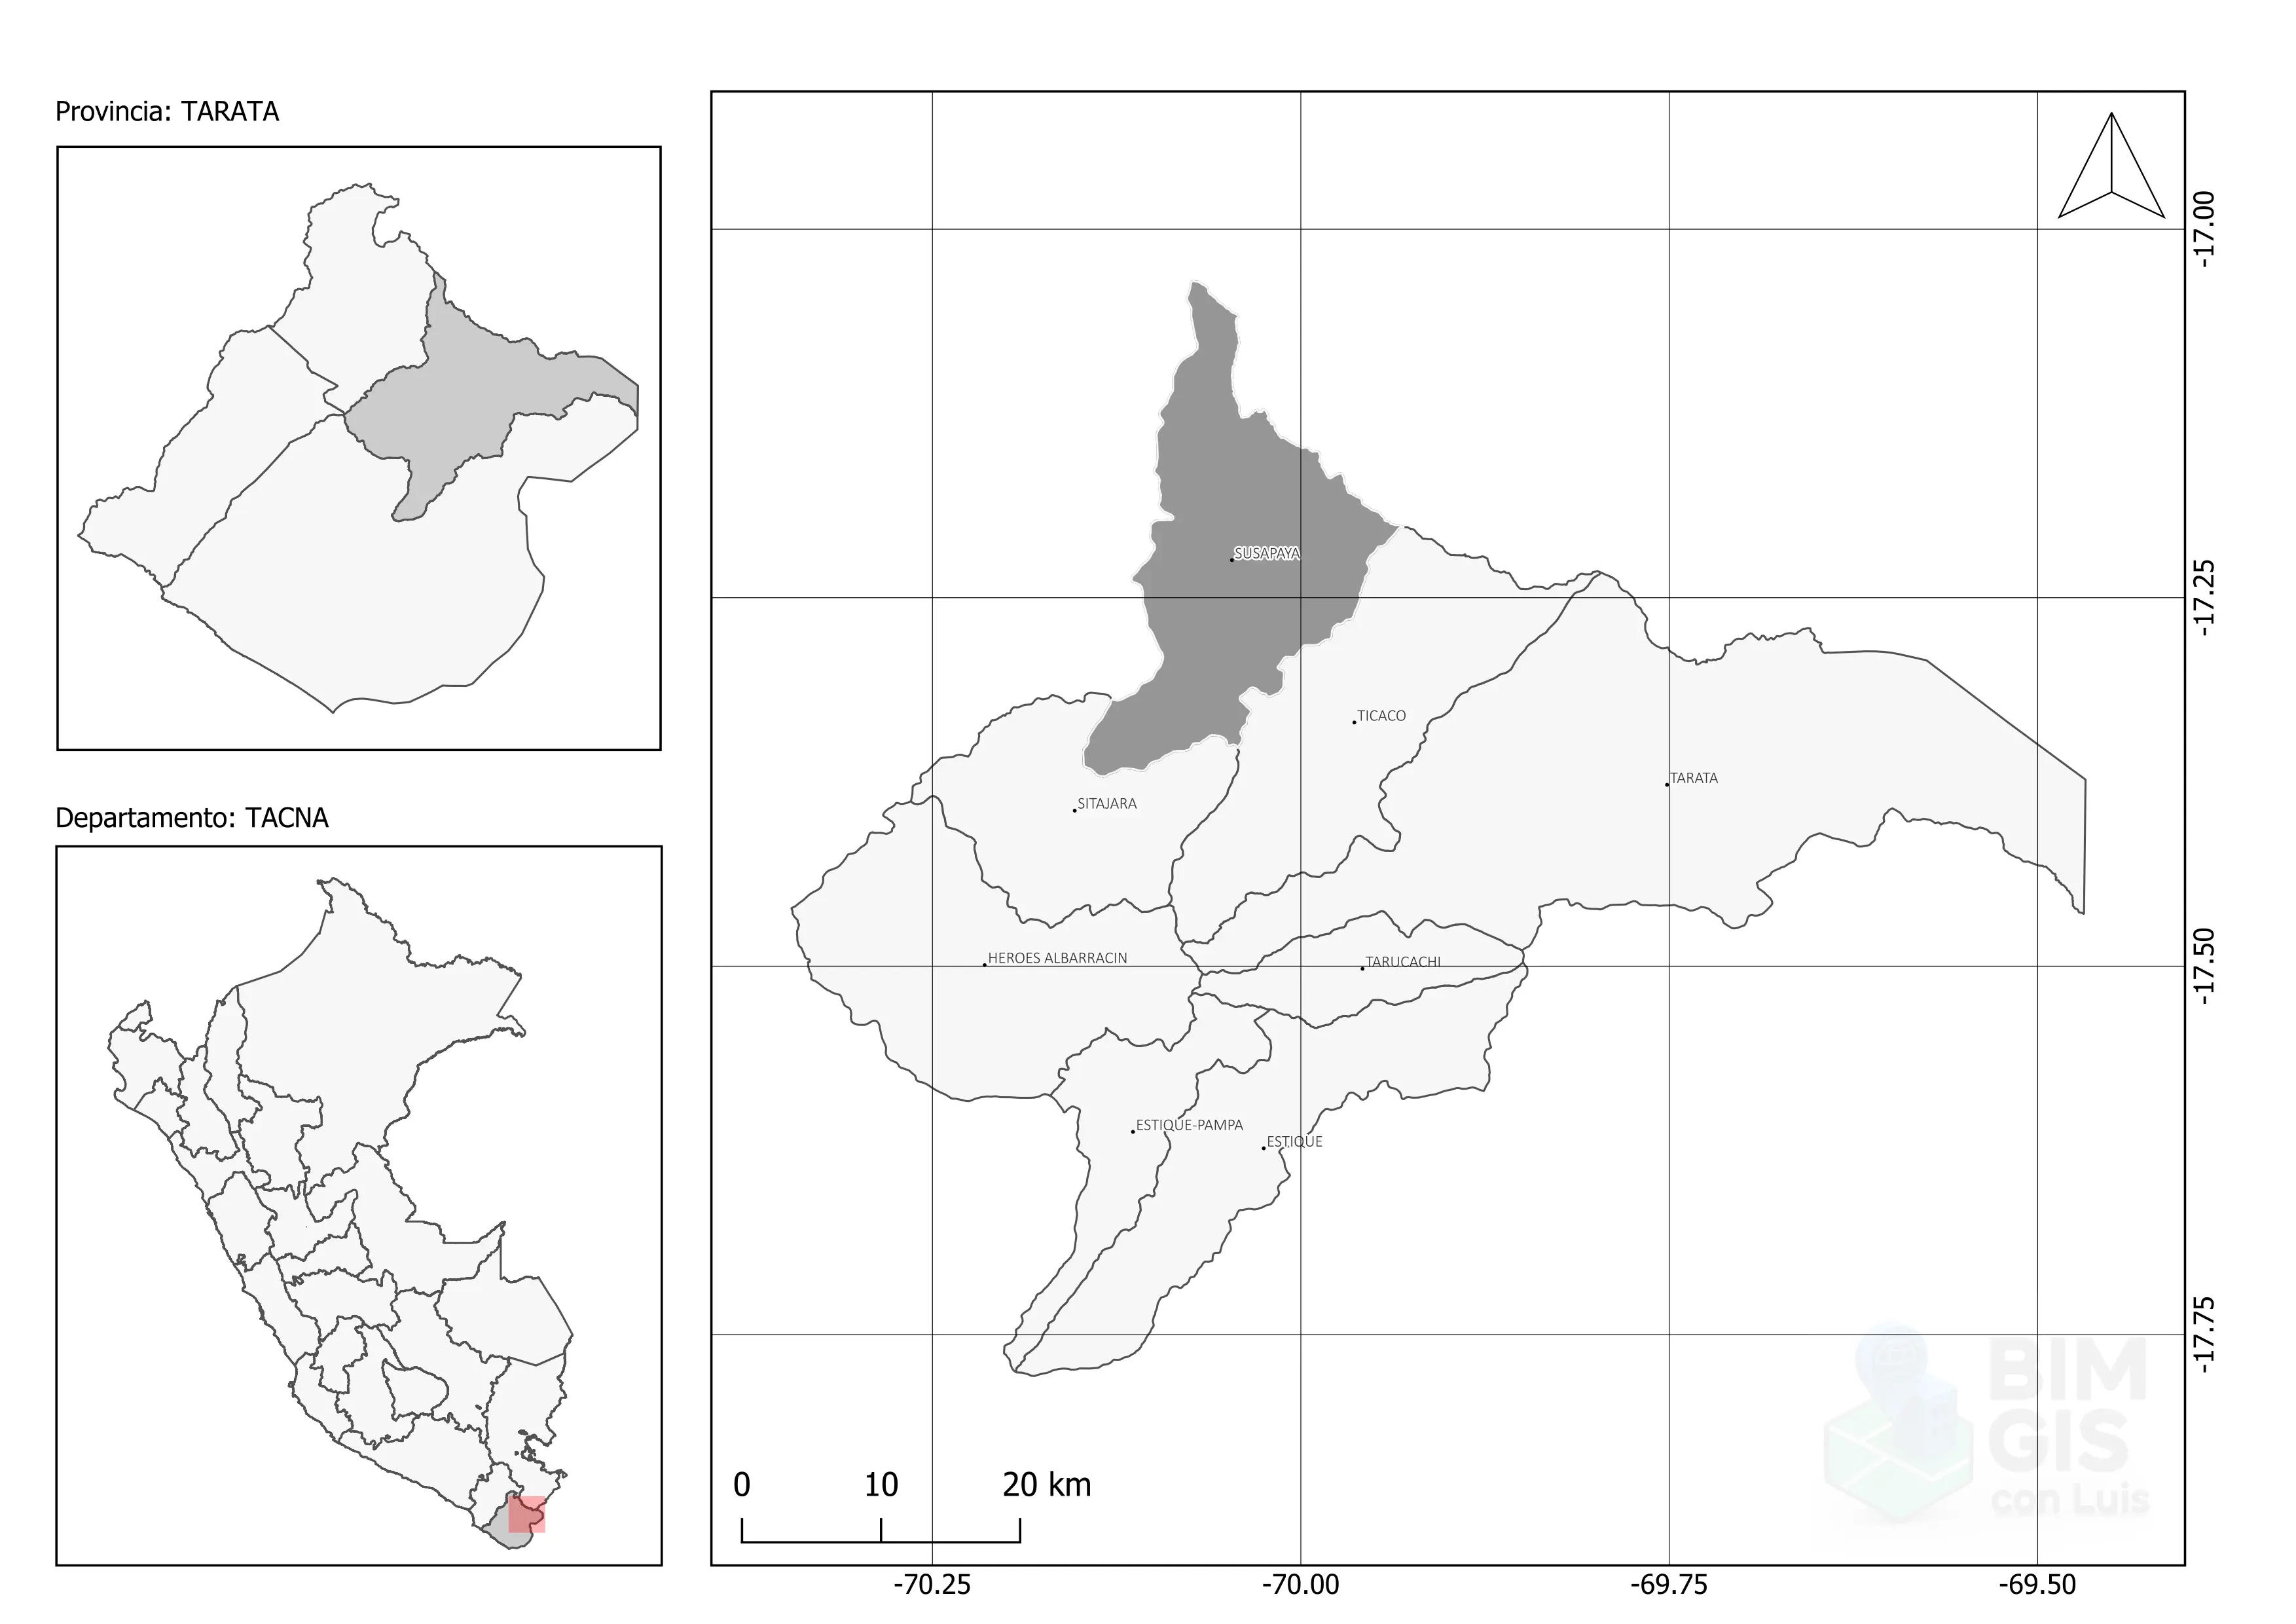 Provincia: TARATA
Departamento: TACNA
SUSAPAYA
TICACO
TARATA
SITAJARA
HEROES ALBARRACIN
TARUCACHI
ESTIQUE-PAMPA
ESTIQUE
-17.00
-17.25
-17.50
-17.75
0 10 20 km
BIM
GIS
con Luis
-70.25 -70.00 -69.75 -69.50